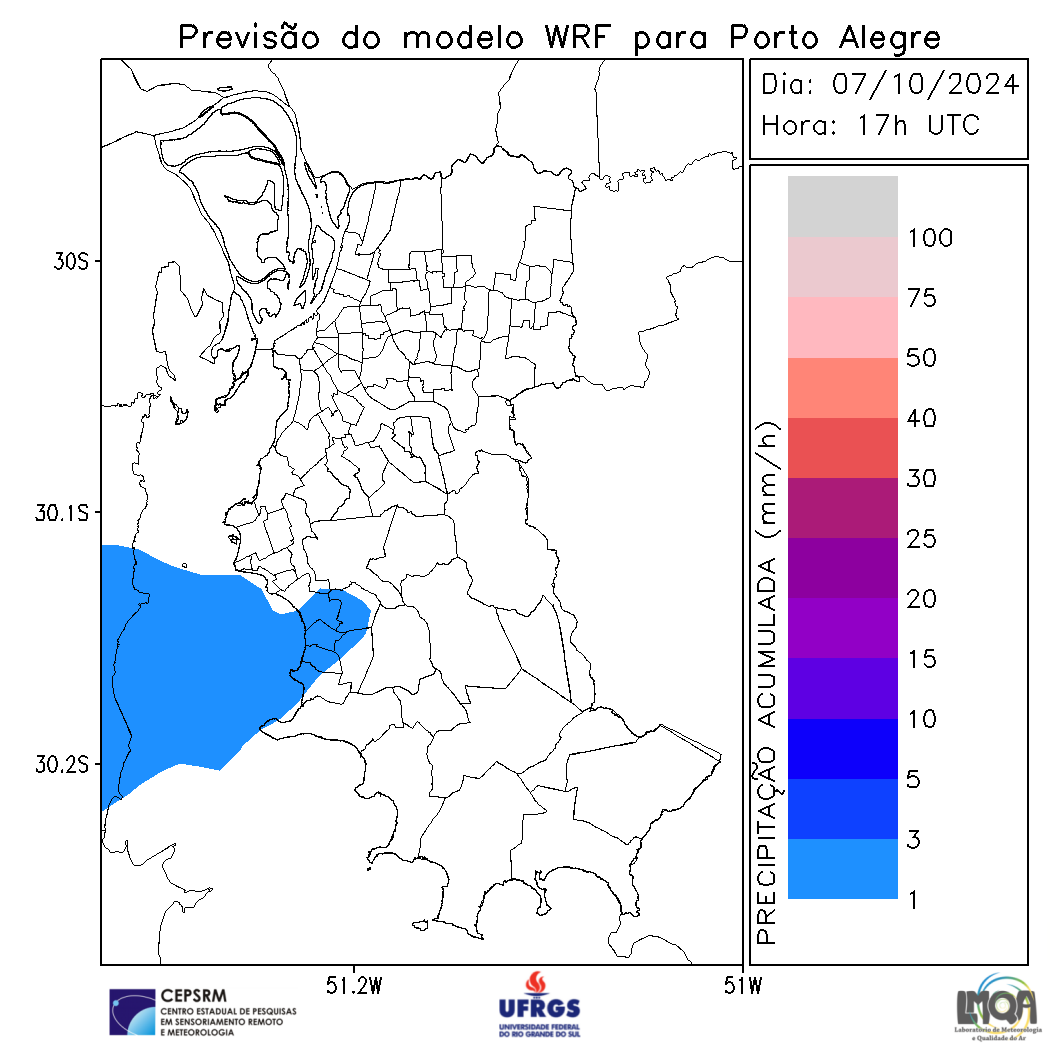 Previsão do modelo WRF para Porto Alegre
Dia: 07/10/2024
Hora: 17h UTC
30S
30.1S
30.2S
51.2W
51W
PRECIPITAÇÃO ACUMULADA (mm/h)
100
75
50
40
30
25
20
15
10
5
3
1
CEPSRM
CENTRO ESTADUAL DE PESQUISAS
EM SENSORIAMENTO REMOTO
E METEOROLOGIA
UFRGS
UNIVERSIDADE FEDERAL
DO RIO GRANDE DO SUL
LMQA
Laboratório de Meteorologia
e Qualidade do Ar